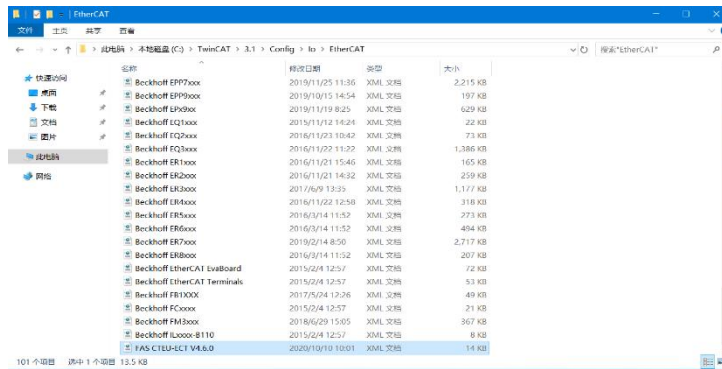 EtherCAT
文件 主页 共享 查看
此电脑 > 本地磁盘 (C:) > TwinCAT > 3.1 > Config > Io > EtherCAT
搜索"EtherCAT"
名称 修改日期 类型 大小
快速访问
桌面
下载
文档
图片
此电脑
网络
Beckhoff EPP7xxx 2019/11/25 11:36 XML 文档 2,215 KB
Beckhoff EPP9xxx 2019/10/15 14:54 XML 文档 197 KB
Beckhoff EPx9xx 2019/11/19 8:25 XML 文档 629 KB
Beckhoff EQ1xxx 2015/11/12 14:24 XML 文档 22 KB
Beckhoff EQ2xxx 2016/11/23 10:42 XML 文档 73 KB
Beckhoff EQ3xxx 2016/11/22 11:22 XML 文档 1,386 KB
Beckhoff ER1xxx 2016/11/21 15:46 XML 文档 165 KB
Beckhoff ER2xxx 2016/11/21 14:32 XML 文档 259 KB
Beckhoff ER3xxx 2017/6/9 13:35 XML 文档 1,177 KB
Beckhoff ER4xxx 2016/11/22 12:58 XML 文档 318 KB
Beckhoff ER5xxx 2016/3/14 11:52 XML 文档 273 KB
Beckhoff ER6xxx 2016/3/14 11:52 XML 文档 494 KB
Beckhoff ER7xxx 2019/2/14 8:50 XML 文档 2,717 KB
Beckhoff ER8xxx 2016/3/14 11:52 XML 文档 207 KB
Beckhoff EtherCAT EvaBoard 2015/2/4 12:57 XML 文档 72 KB
Beckhoff EtherCAT Terminals 2015/2/4 12:57 XML 文档 53 KB
Beckhoff FB1XXX 2017/5/24 12:26 XML 文档 49 KB
Beckhoff FCxxxx 2015/2/4 12:57 XML 文档 21 KB
Beckhoff FM3xxx 2018/6/29 15:05 XML 文档 367 KB
Beckhoff ILxxxx-B110 2015/2/4 12:57 XML 文档 8 KB
FAS CTEU-ECT V4.6.0 2020/10/10 10:01 XML 文档 14 KB
101 个项目 选中 1 个项目 13.5 KB